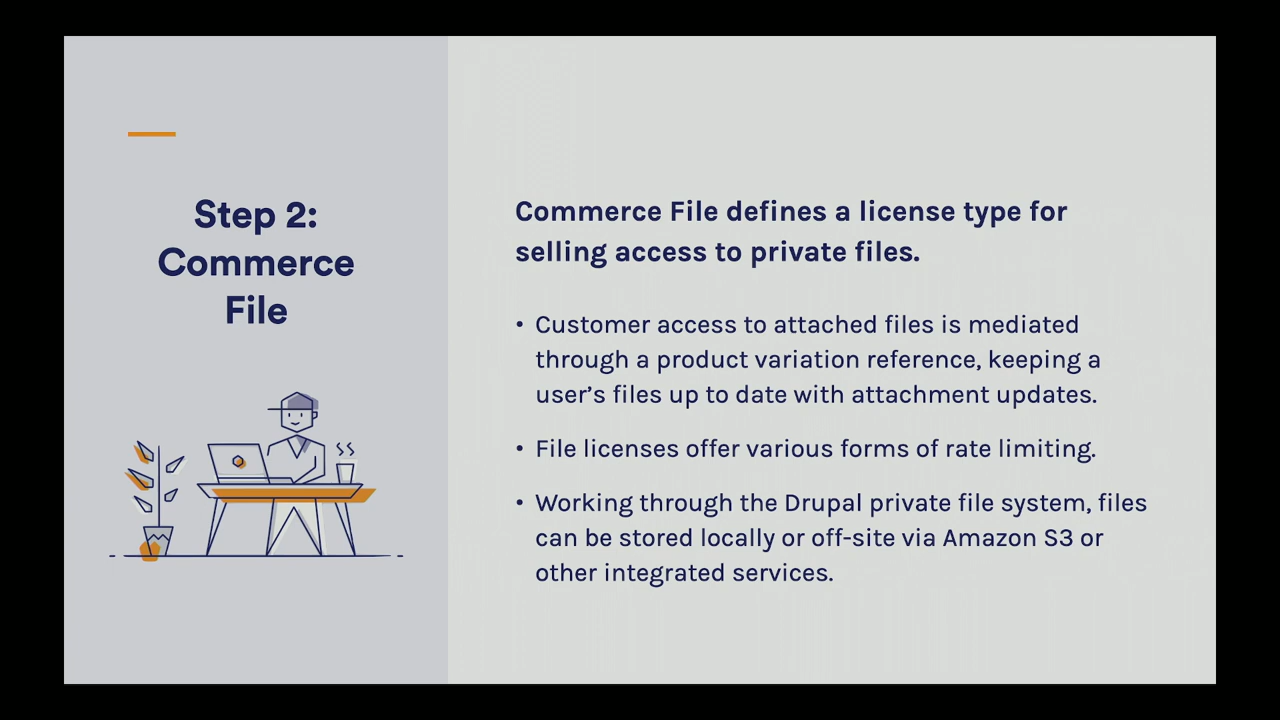 Step 2:
Commerce
File
Commerce File defines a license type for
selling access to private files.
• Customer access to attached files is mediated
through a product variation reference, keeping a
user’s files up to date with attachment updates.
• File licenses offer various forms of rate limiting.
• Working through the Drupal private file system, files
can be stored locally or off-site via Amazon S3 or
other integrated services.